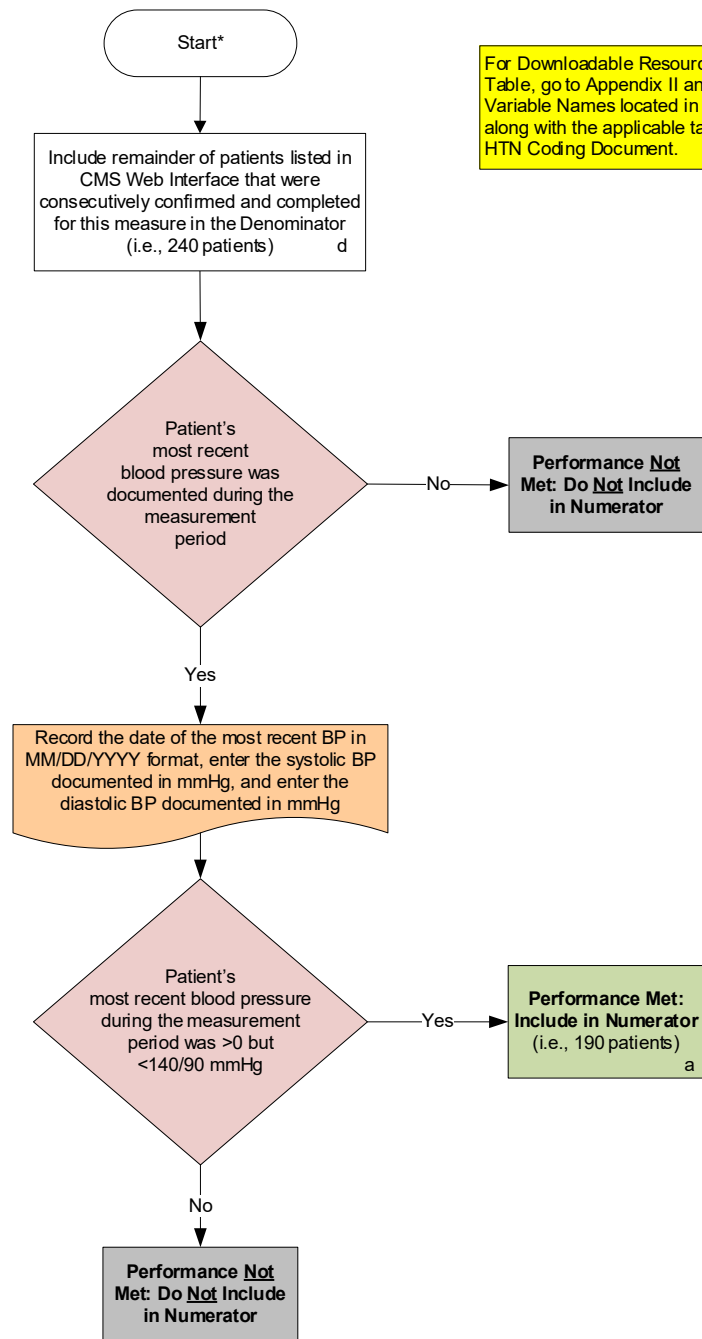 Start*
For Downloadable Resour
Table, go to Appendix II an
Variable Names located in
along with the applicable ta
HTN Coding Document.
Include remainder of patients listed in
CMS Web Interface that were
consecutively confirmed and completed
for this measure in the Denominator
(i.e., 240 patients) d
Patient's
most recent
blood pressure was
documented during the
measurement
period
No
Performance Not
Met: Do Not Include
in Numerator
Yes
Record the date of the most recent BP in
MM/DD/YYYY format, enter the systolic BP
documented in mmHg, and enter the
diastolic BP documented in mmHg
Patient's
most recent blood pressure
during the measurement
period was >0 but
<140/90 mmHg
Yes
Performance Met:
Include in Numerator
(i.e., 190 patients)
a
No
Performance Not
Met: Do Not Include
in Numerator